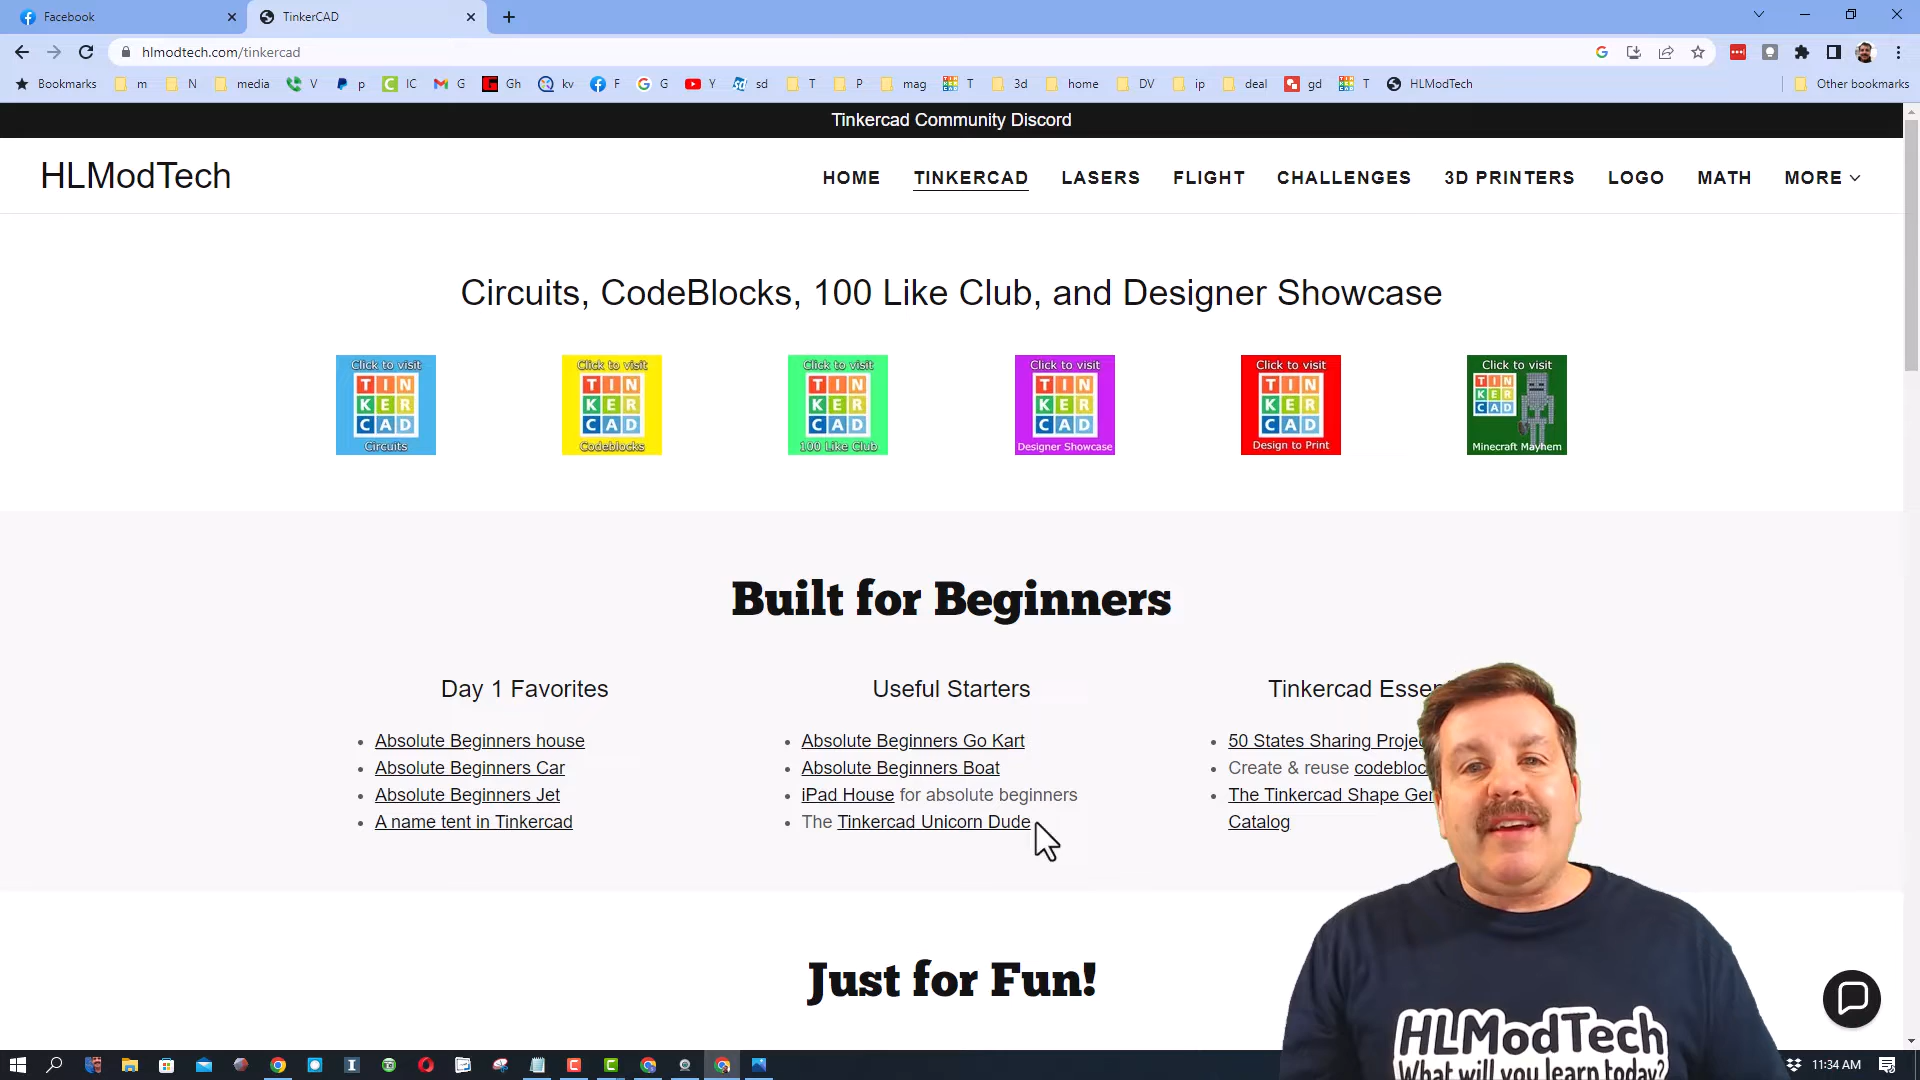 Facebook
TinkerCAD
hlmodtech.com/tinkercad
Bookmarks m N media V p IC G Gh kv F G Y sd T P mag T 3d home DV ip deal gd T HLModTech Other bookmarks
Tinkercad Community Discord
HLModTech
HOME TINKERCAD LASERS FLIGHT CHALLENGES 3D PRINTERS LOGO MATH MORE
Circuits, CodeBlocks, 100 Like Club, and Designer Showcase
Click to visit
TIN
KER
CAD
Circuits
Click to visit
TIN
KER
CAD
Codeblocks
Click to visit
TIN
KER
CAD
100 Like Club
Click to visit
TIN
KER
CAD
Designer Showcase
Click to visit
TIN
KER
CAD
Design to Print
Click to visit
TIN
KER
CAD
Minecraft Mayhem
Built for Beginners
Day 1 Favorites
Absolute Beginners house
Absolute Beginners Car
Absolute Beginners Jet
A name tent in Tinkercad
Useful Starters
Absolute Beginners Go Kart
Absolute Beginners Boat
iPad House for absolute beginners
The Tinkercad Unicorn Dude
Tinkercad Essen
50 States Sharing Projec
Create & reuse codebloc
The Tinkercad Shape Gen
Catalog
Just for Fun!
HLModTech
What will you learn today?
11:34 AM